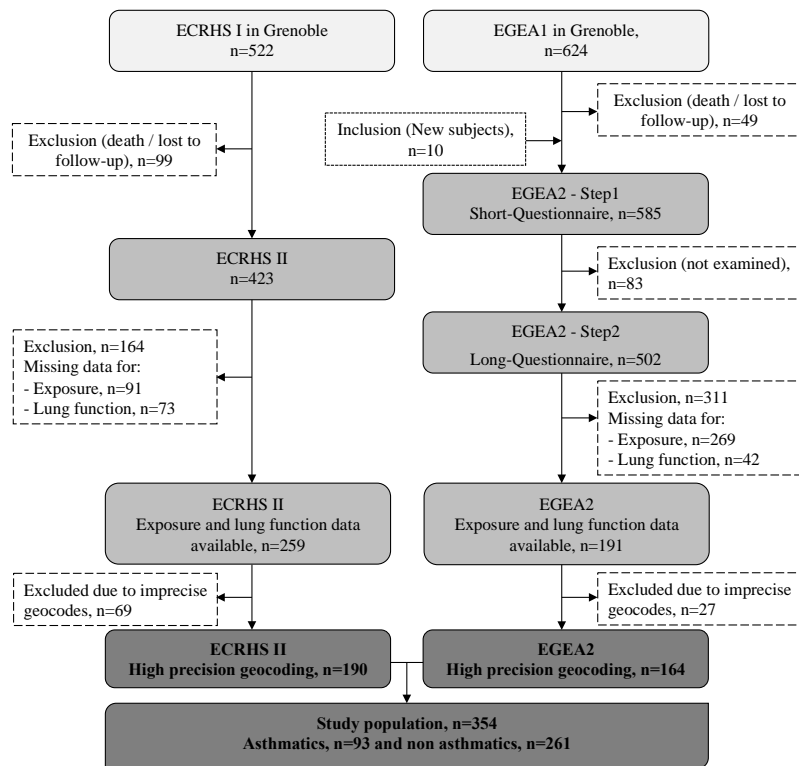 ECRHS I in Grenoble
n=522
EGEA1 in Grenoble,
n=624
Exclusion (death / lost to
follow-up), n=99
Inclusion (New subjects),
n=10
Exclusion (death / lost to
follow-up), n=49
EGEA2 - Step1
Short-Questionnaire, n=585
ECRHS II
n=423
Exclusion (not examined),
n=83
EGEA2 - Step2
Long-Questionnaire, n=502
Exclusion, n=164
Missing data for:
- Exposure, n=91
- Lung function, n=73
Exclusion, n=311
Missing data for:
- Exposure, n=269
- Lung function, n=42
ECRHS II
Exposure and lung function data
available, n=259
EGEA2
Exposure and lung function data
available, n=191
Excluded due to imprecise
geocodes, n=69
Excluded due to imprecise
geocodes, n=27
ECRHS II
High precision geocoding, n=190
EGEA2
High precision geocoding, n=164
Study population, n=354
Asthmatics, n=93 and non asthmatics, n=261